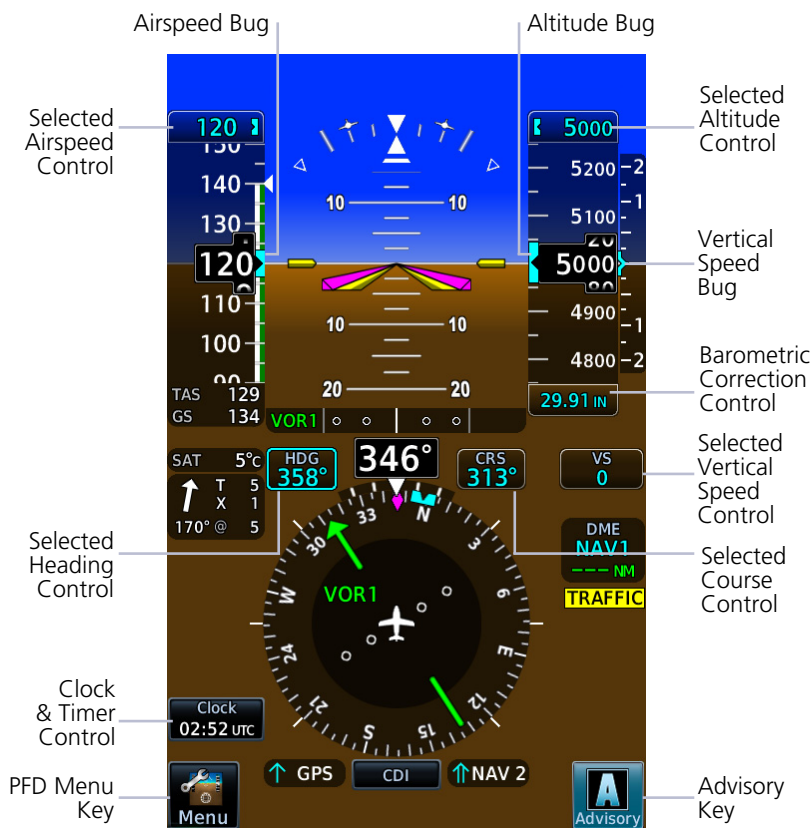 Airspeed Bug
Altitude Bug
Selected
Airspeed
Control
Selected
Altitude
Control
120
5000
140
130
120
110
100
5200
5100
20
5000
4900
4800
2
1
1
2
10 10
10 10
20 20
Vertical
Speed
Bug
Barometric
Correction
Control
29.91 IN
TAS 129
GS 134
VOR1
SAT 5°C
T 5
X 1
170° @ 5
HDG
358°
346°
CRS
313°
VS
0
Selected
Vertical
Speed
Control
DME
NAV1
--- NM
TRAFFIC
Selected
Heading
Control
Selected
Course
Control
VOR1
33
N
3
6
E
12
15
S
21
24
W
30
Clock
& Timer
Control
Clock
02:52 UTC
PFD Menu
Key
Menu
GPS
CDI
NAV 2
A
Advisory
Advisory
Key